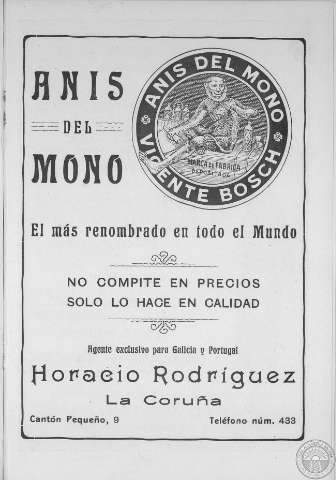 ANIS
DEL
MONO
ANIS DEL MONO
VICENTE BOSCH
MARCA DE FABRICA
DEPOSITADA
El más renombrado en todo el Mundo
NO COMPITE EN PRECIOS
SOLO LO HACE EN CALIDAD
Agente exclusivo para Galicia y Portugal
Horacio Rodríguez
La Coruña
Cantón Pequeño, 9 Teléfono núm. 433